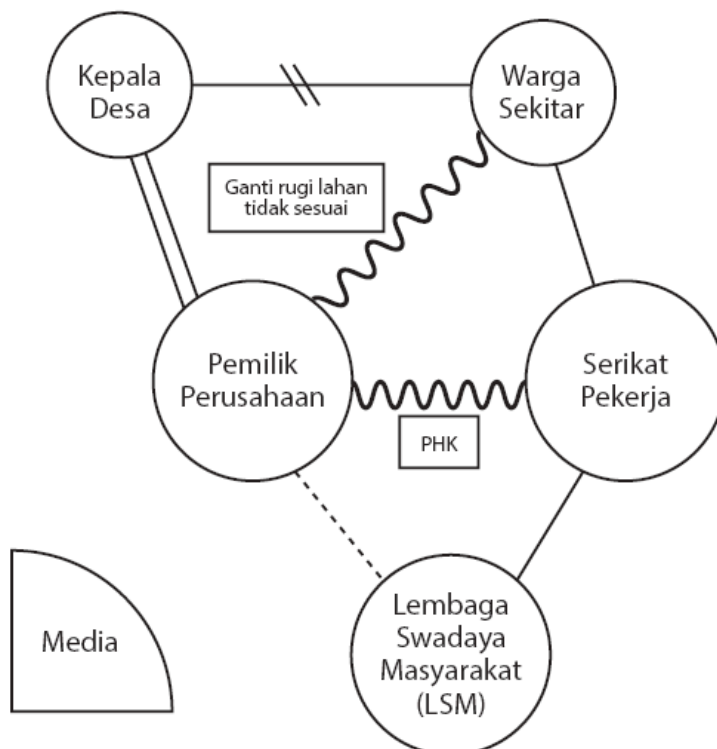 Kepala
Desa
Warga
Sekitar
Ganti rugi lahan
tidak sesuai
Pemilik
Perusahaan
Serikat
Pekerja
PHK
Media
Lembaga
Swadaya
Masyarakat
(LSM)